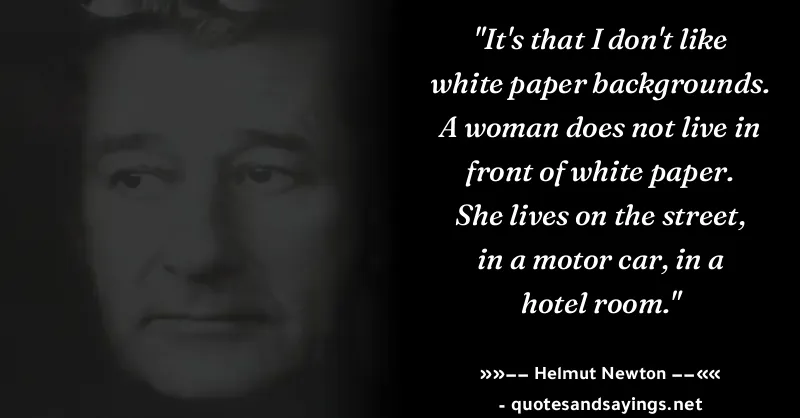 "It's that I don't like
white paper backgrounds.
A woman does not live in
front of white paper.
She lives on the street,
in a motor car, in a
hotel room."
»»–– Helmut Newton ––««
- quotesandsayings.net